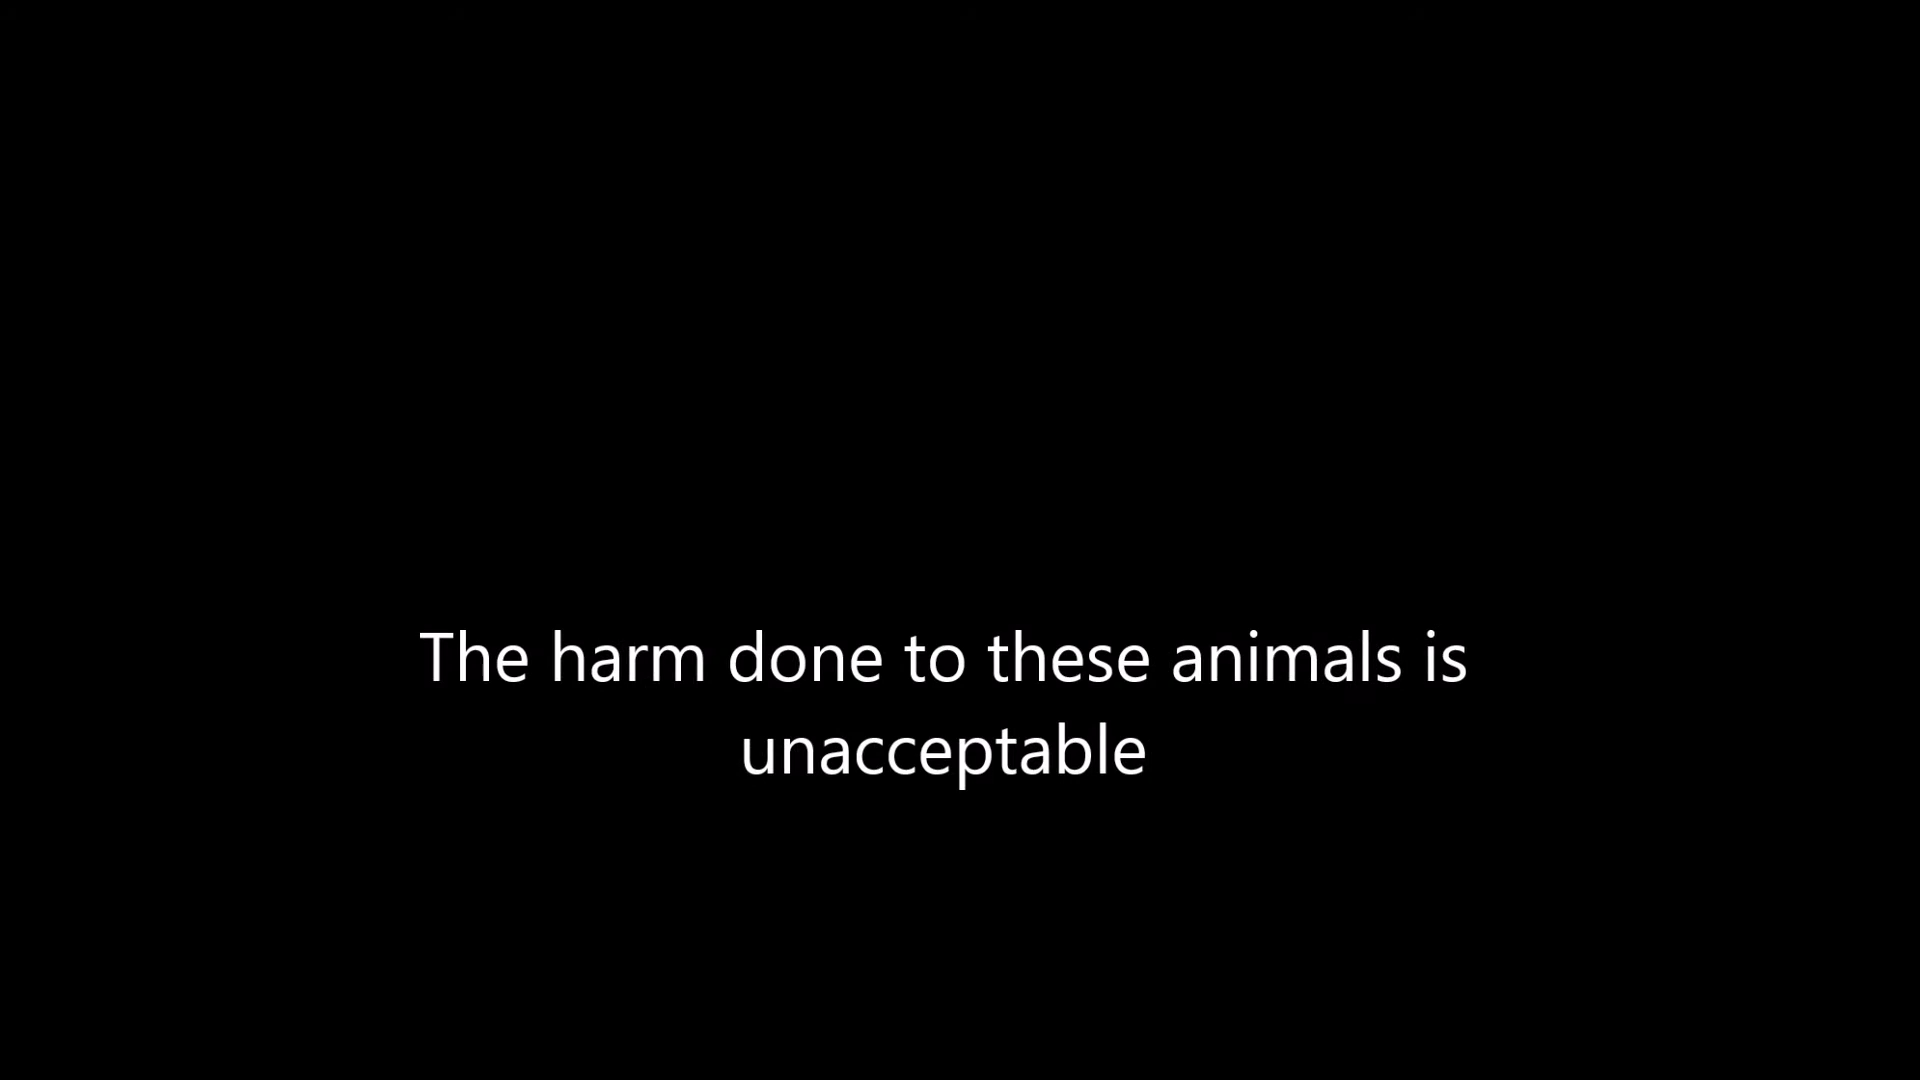 The harm done to these animals is
unacceptable